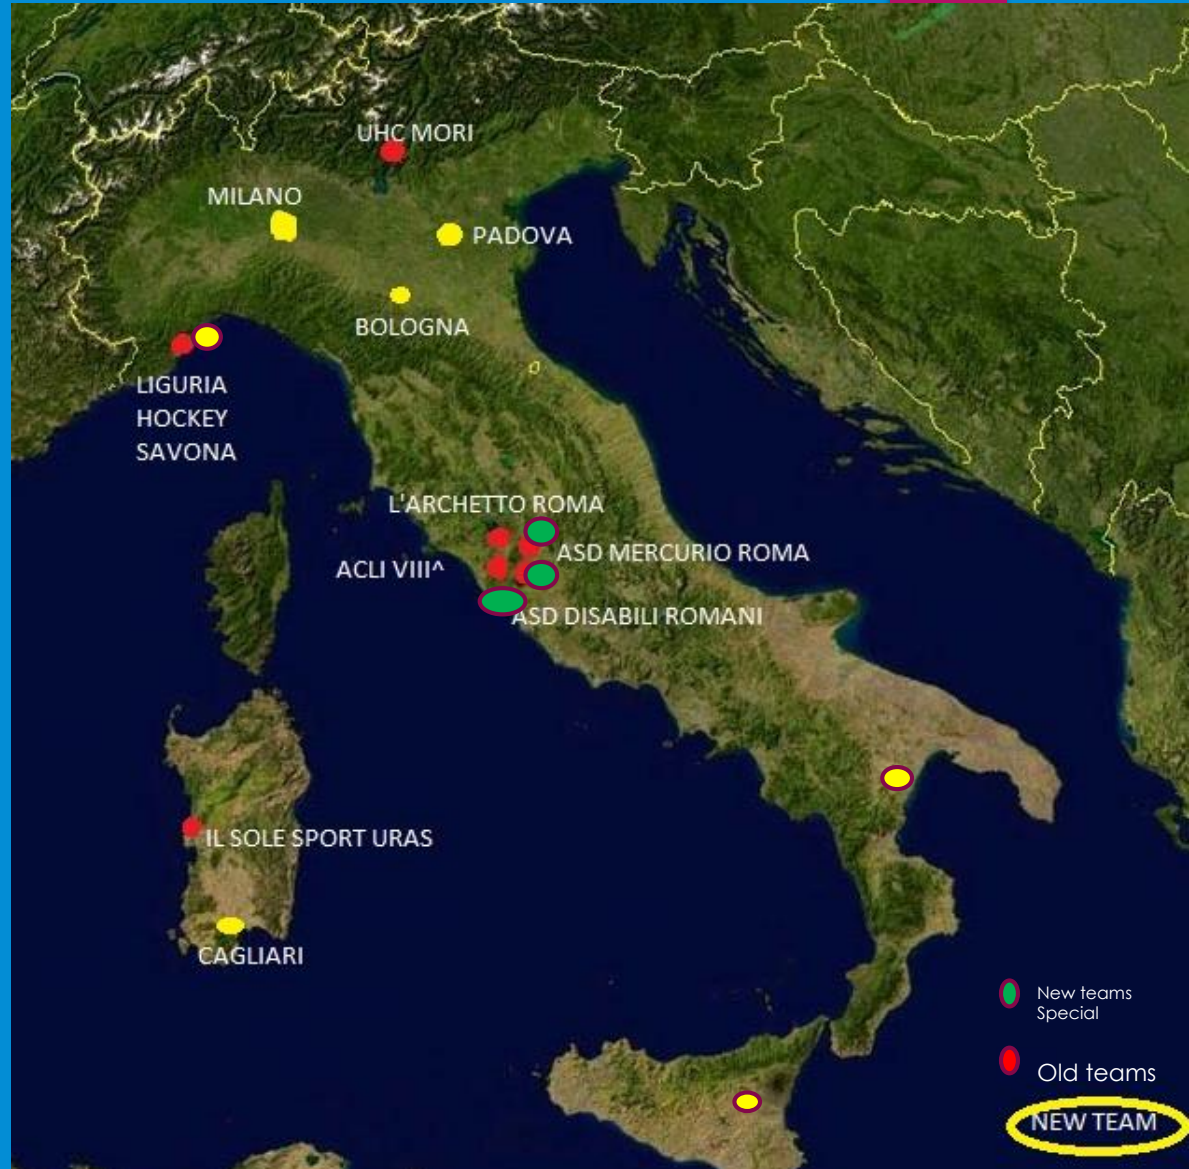 UHC MORI
MILANO
PADOVA
BOLOGNA
LIGURIA
HOCKEY
SAVONA
L'ARCHETTO ROMA
ASD MERCURIO ROMA
ACLI VIII^
ASD DISABILI ROMANI
IL SOLE SPORT URAS
CAGLIARI
New teams
Special
Old teams
NEW TEAM